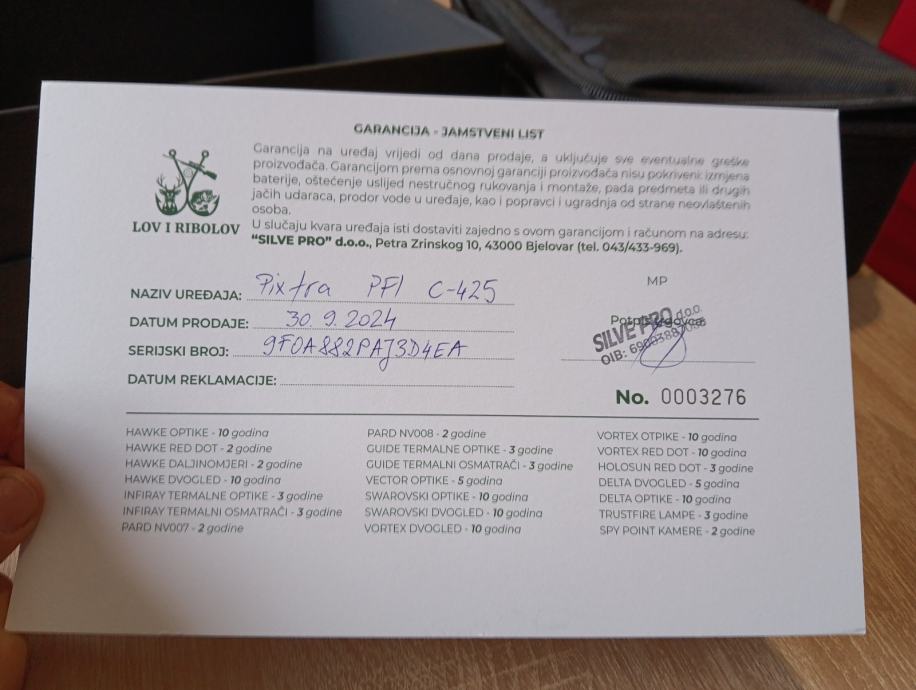 GARANCIJA - JAMSTVENI LIST
Garancija na uređaj vrijedi od dana prodaje, a uključuje sve eventualne greške
proizvođača. Garancijom prema osnovnoj garanciji proizvođača nisu pokriveni: izmjena
baterije, oštećenje uslijed nestručnog rukovanja i montaže, pada predmeta ili drugih
jačih udaraca, prodor vode u uređaje, kao i popravci i ugradnja od strane neovlaštenih
osoba.
U slučaju kvara uređaja isti dostaviti zajedno s ovom garancijom i računom na adresu:
"SILVE PRO" d.o.o., Petra Zrinskog 10, 43000 Bjelovar (tel. 043/433-969).
LOV I RIBOLOV
MP
NAZIV UREĐAJA: Pixfra PFI C-425
DATUM PRODAJE: 30.9.2024
SERIJSKI BROJ: 9F0A882PAJ3D4EA
DATUM REKLAMACIJE:
SILVE PRO d.o.o.
OIB:
No. 0003276
HAWKE OPTIKE - 10 godina
HAWKE RED DOT - 2 godine
HAWKE DALJINOMJERI - 2 godine
HAWKE DVOGLED - 10 godina
INFIRAY TERMALNE OPTIKE - 3 godine
INFIRAY TERMALNI OSMATRAČI - 3 godine
PARD NV007 - 2 godine
PARD NV008 - 2 godine
GUIDE TERMALNE OPTIKE - 3 godine
GUIDE TERMALNI OSMATRAČI - 3 godine
VECTOR OPTIKE - 5 godina
SWAROVSKI OPTIKE - 10 godina
SWAROVSKI DVOGLED - 10 godina
VORTEX DVOGLED - 10 godina
VORTEX OTPIKE - 10 godina
VORTEX RED DOT - 10 godina
HOLOSUN RED DOT - 3 godine
DELTA DVOGLED - 5 godina
DELTA OPTIKE - 10 godina
TRUSTFIRE LAMPE - 3 godine
SPY POINT KAMERE - 2 godine